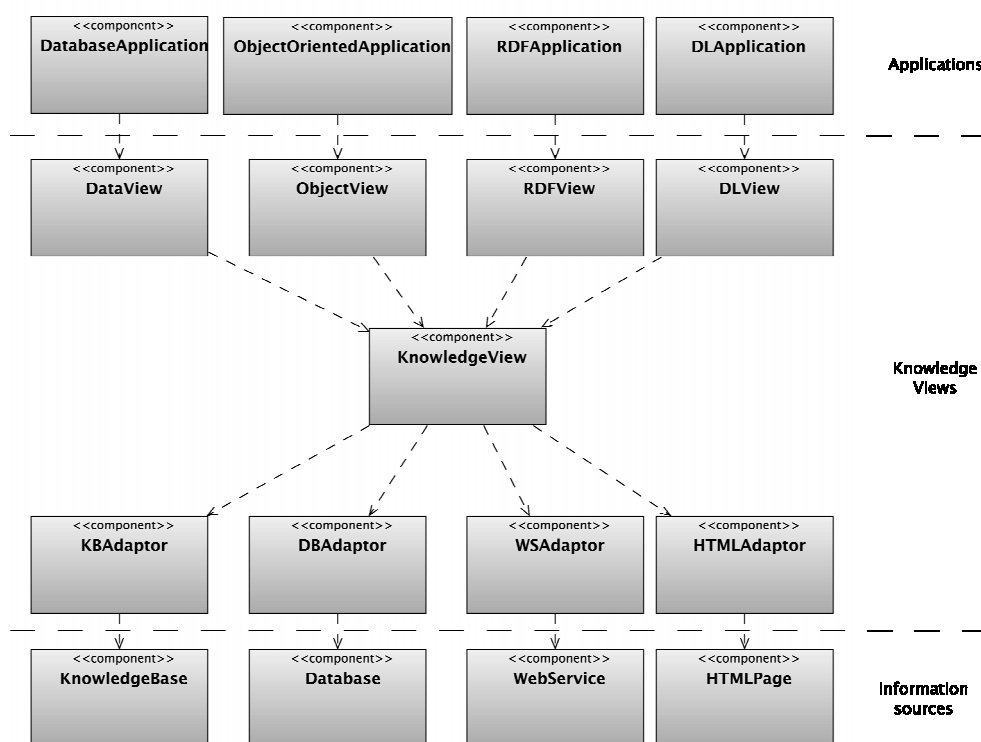 <<component>>
DatabaseApplication
<<component>>
ObjectOrientedApplication
<<component>>
RDFApplication
<<component>>
DLApplication
Applications
<<component>>
DataView
<<component>>
ObjectView
<<component>>
RDFView
<<component>>
DLView
<<component>>
KnowledgeView
Knowledge
Views
<<component>>
KBAdaptor
<<component>>
DBAdaptor
<<component>>
WSAdaptor
<<component>>
HTMLAdaptor
<<component>>
KnowledgeBase
<<component>>
Database
<<component>>
WebService
<<component>>
HTMLPage
Information
sources